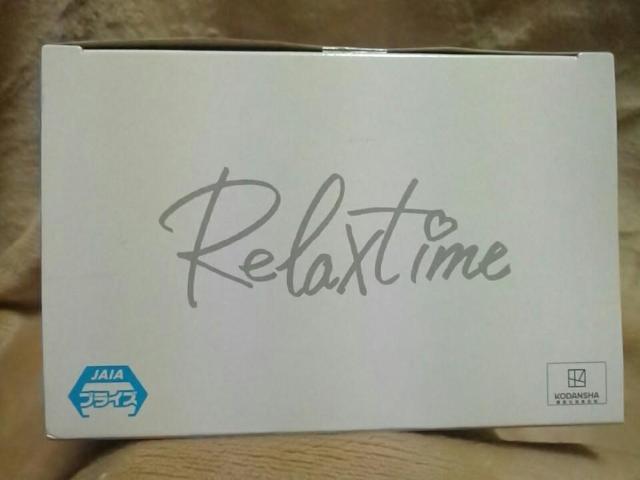 Relaxtime
JAIA
プライズ
KODANSHA